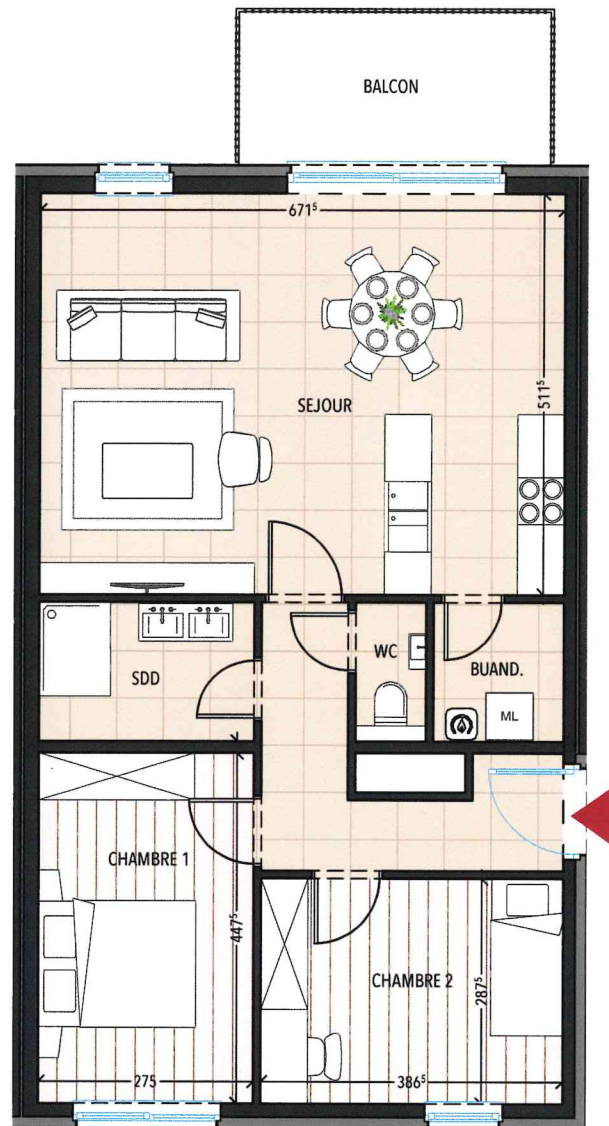 BALCON
671⁵
SEJOUR
511⁵
SDD
WC
BUAND.
ML
CHAMBRE 1
447⁵
CHAMBRE 2
287⁵
275
386⁵